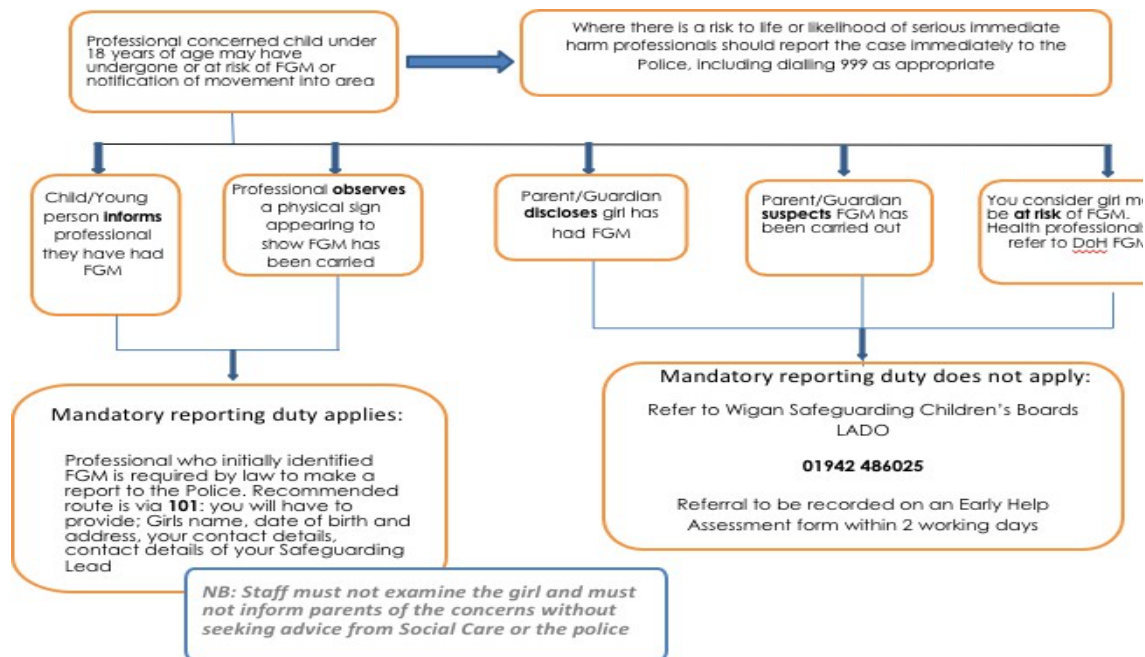 Professional concerned child under
18 years of age may have
undergone or at risk of FGM or
notification of movement into area
Where there is a risk to life or likelihood of serious immediate
harm professionals should report the case immediately to the
Police, including dialling 999 as appropriate
Child/Young
person informs
professional
they have had
FGM
Professional observes
a physical sign
appearing to
show FGM has
been carried
Parent/Guardian
discloses girl has
had FGM
Parent/Guardian
suspects FGM has
been carried out
You consider girl
be at risk of FGM.
Health professionals
refer to DoH FGM
Mandatory reporting duty applies:
Professional who initially identified
FGM is required by law to make a
report to the Police. Recommended
route is via 101: you will have to
provide; Girls name, date of birth and
address, your contact details,
contact details of your Safeguarding
Lead
Mandatory reporting duty does not apply:
Refer to Wigan Safeguarding Children’s Boards
LADO
01942 486025
Referral to be recorded on an Early Help
Assessment form within 2 working days
NB: Staff must not examine the girl and must
not inform parents of the concerns without
seeking advice from Social Care or the police